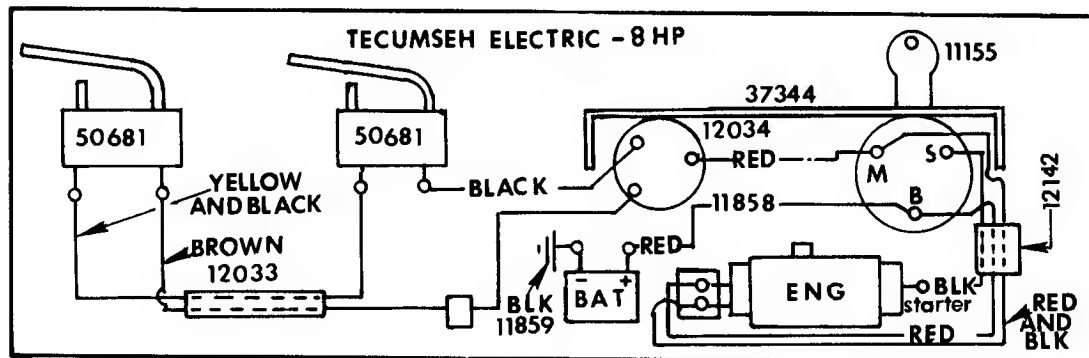 TECUMSEH ELECTRIC - 8 HP
11155
37344
50681
50681
12034
RED
M
S
B
BLACK
YELLOW
AND BLACK
11858
12142
BROWN
12033
RED
- +
BAT
BLK
11859
ENG
BLK
starter
RED
RED
AND
BLK